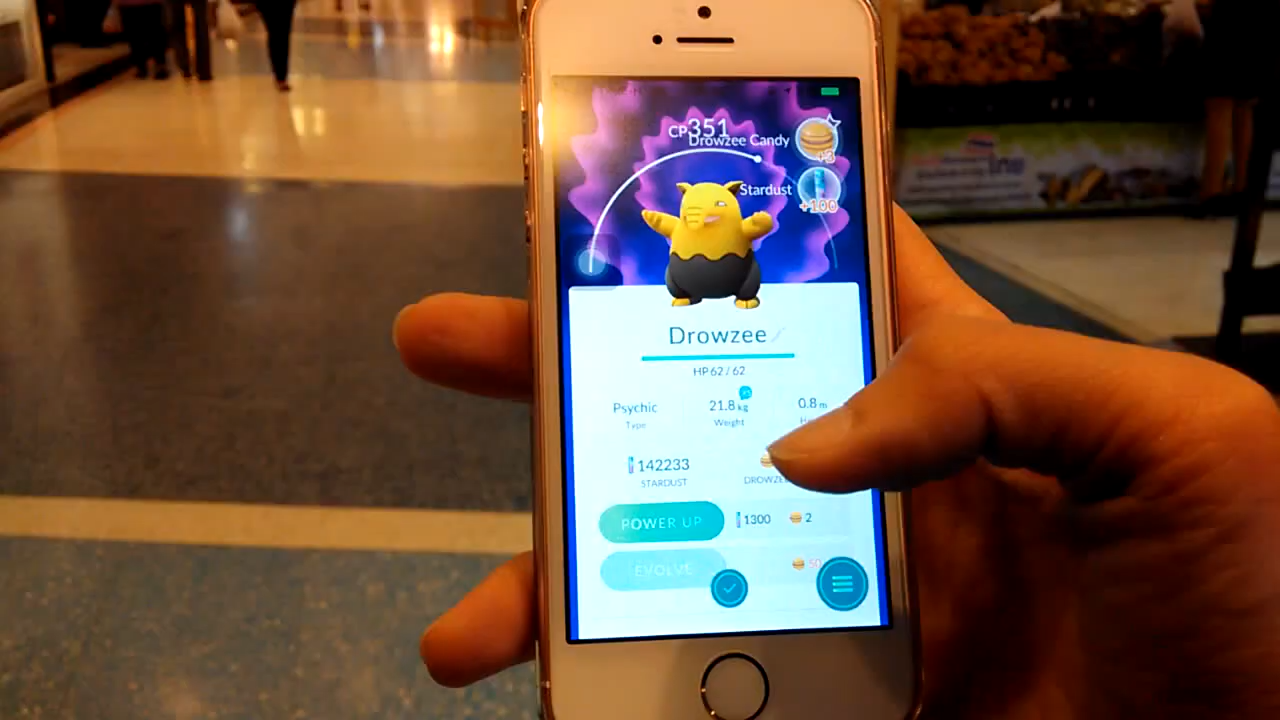 CP351
Drowzee Candy
+3
Stardust
+100
Drowzee
HP 62 / 62
Psychic
Type
21.8 kg
Weight
0.8 m
142233
STARDUST
POWER UP
1300
2
EVOLVE
50